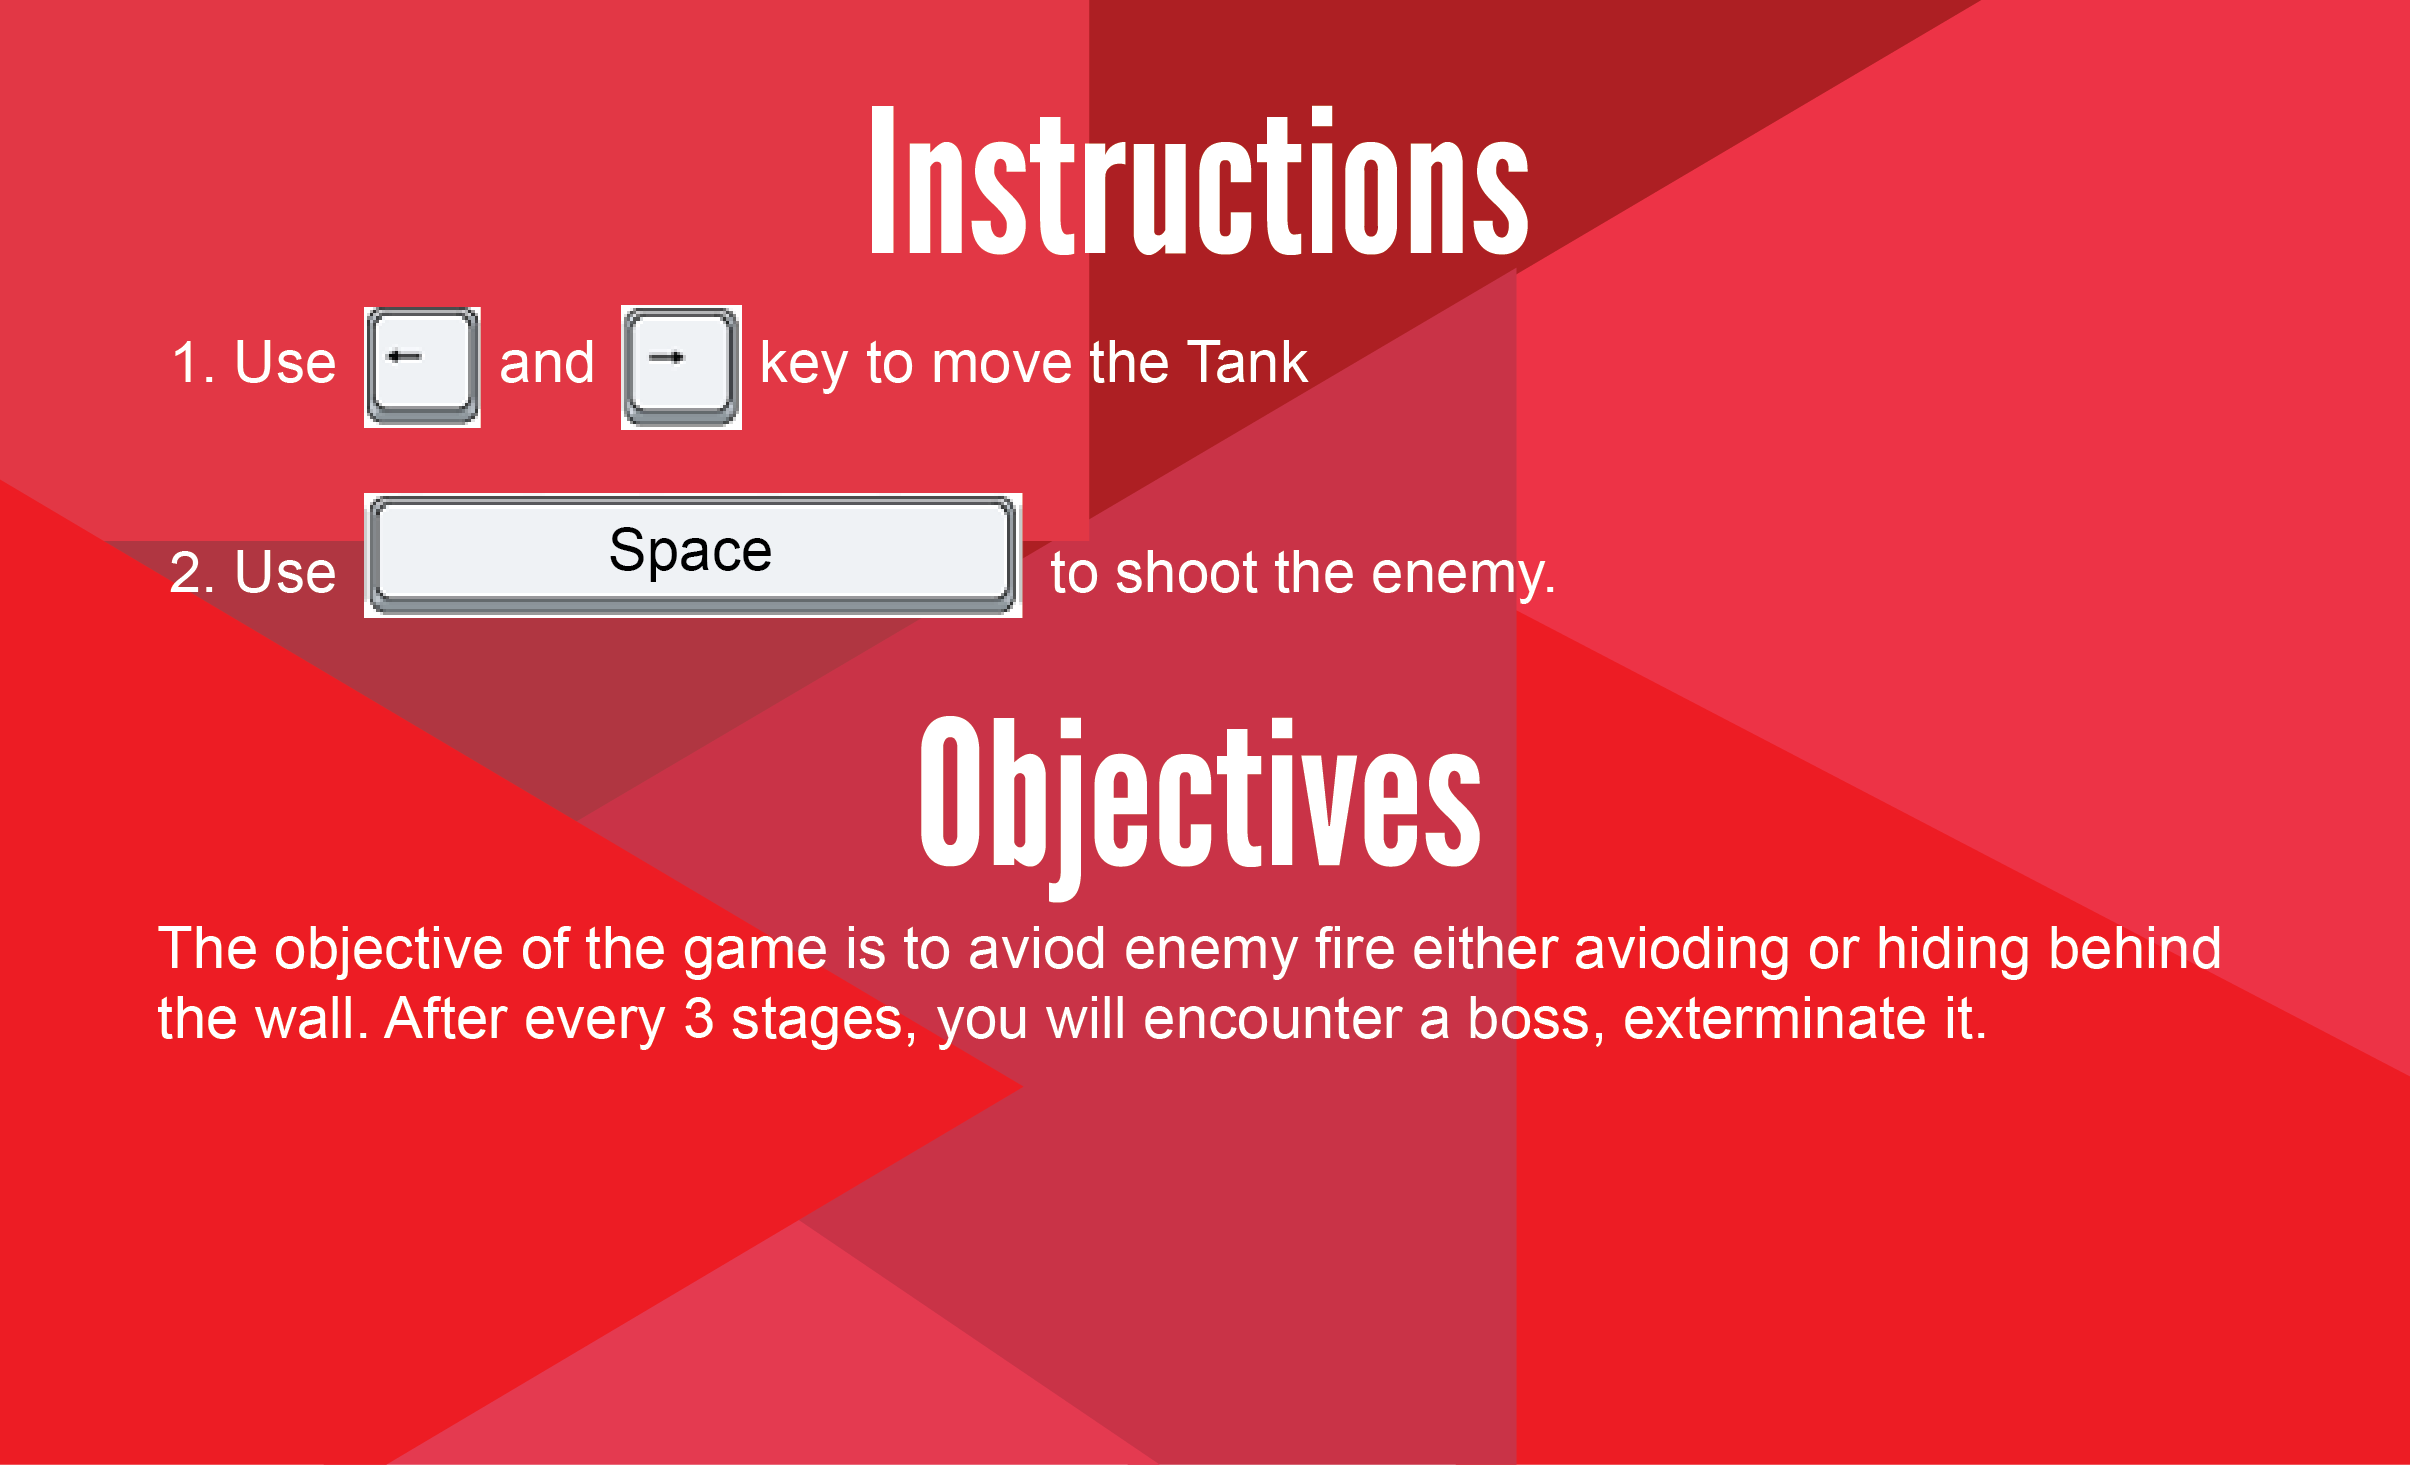 Instructions
1. Use ← and → key to move the Tank
2. Use Space to shoot the enemy.
Objectives
The objective of the game is to aviod enemy fire either avioding or hiding behind
the wall. After every 3 stages, you will encounter a boss, exterminate it.